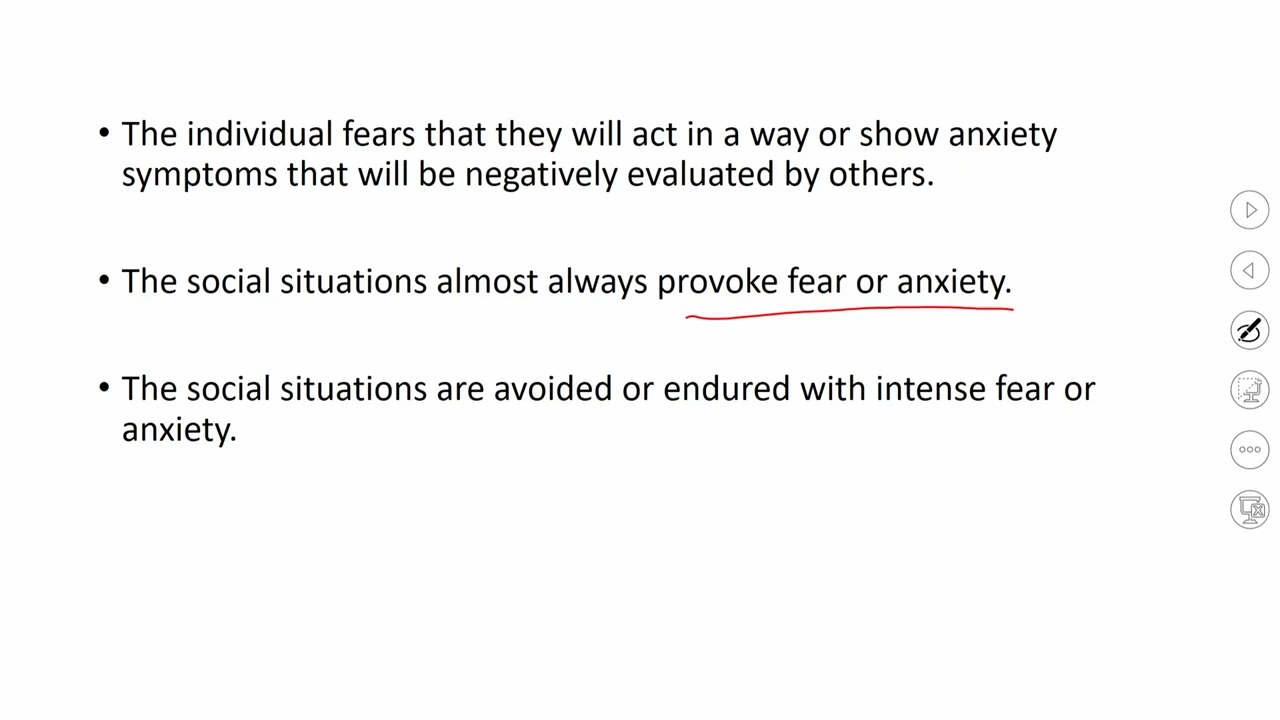 • The individual fears that they will act in a way or show anxiety
symptoms that will be negatively evaluated by others.
• The social situations almost always provoke fear or anxiety.
• The social situations are avoided or endured with intense fear or
anxiety.